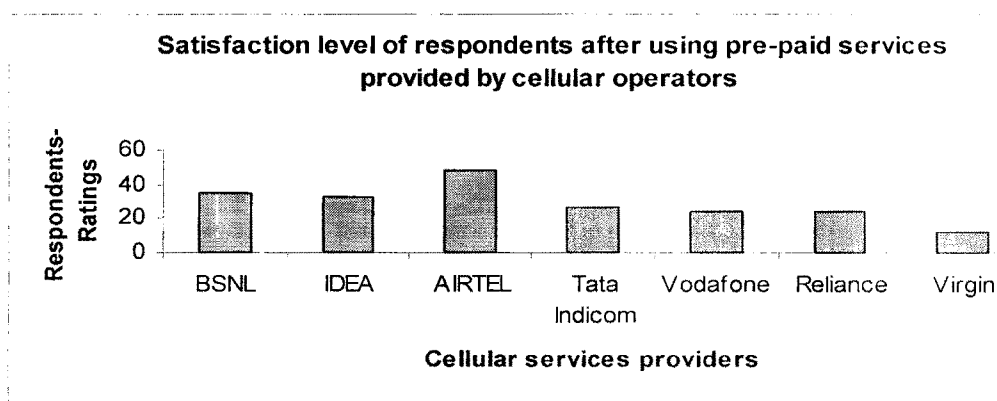 Satisfaction level of respondents after using pre-paid services
provided by cellular operators
Respondents-
Ratings
60
40
20
0
BSNL IDEA AIRTEL Tata Indicom Vodafone Reliance Virgin
Cellular services providers